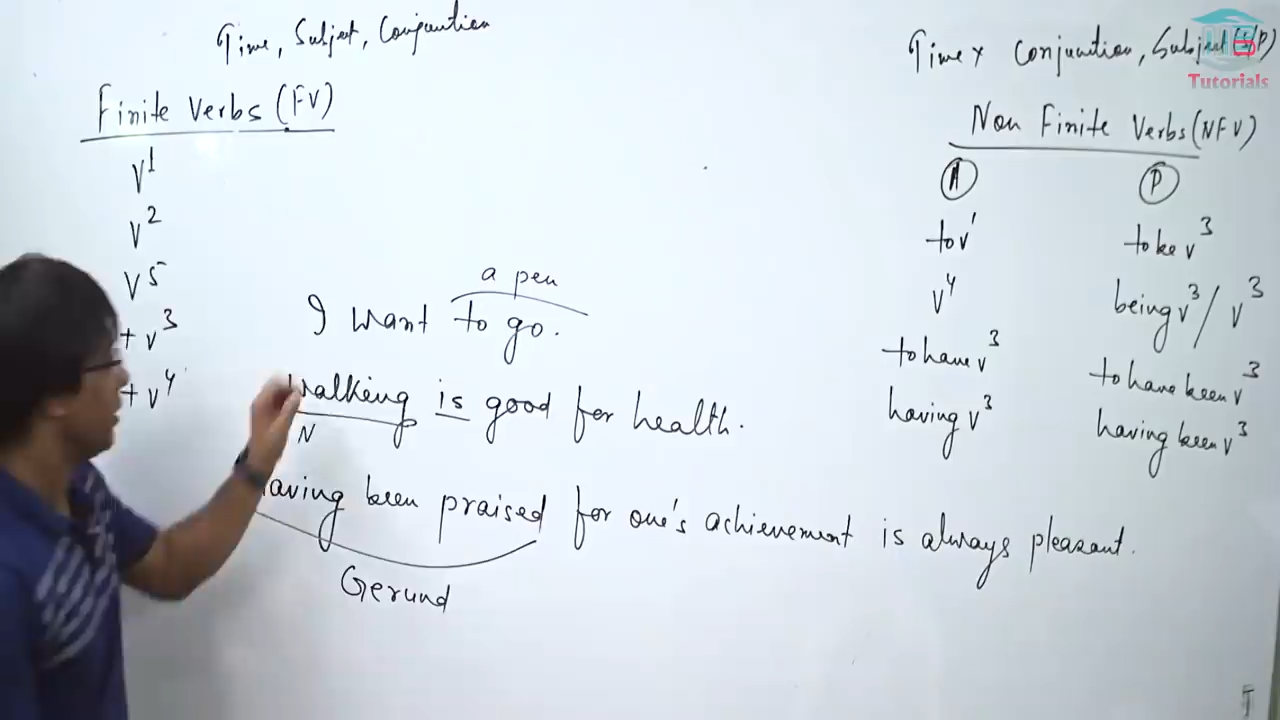 Time, Subject, Conjunction
Finite Verbs (FV)
V1
V2
V5
+ V3
+ V4
a pen
I want to go.
Walking is good for health.
N
having been praised for one's achievement is always pleasant.
Gerund
Time x Conjunction, Subject (S/P)
Tutorials
Non Finite Verbs (NFV)
A P
to V1 to be V3
V4 being V3 / V3
to have V3 to have been V3
having V3 having been V3